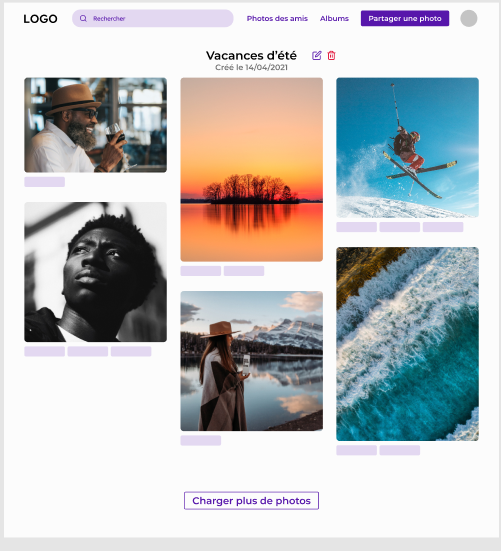 LOGO
Rechercher
Photos des amis
Albums
Partager une photo
Vacances d'été
Créé le 14/04/2021
Charger plus de photos